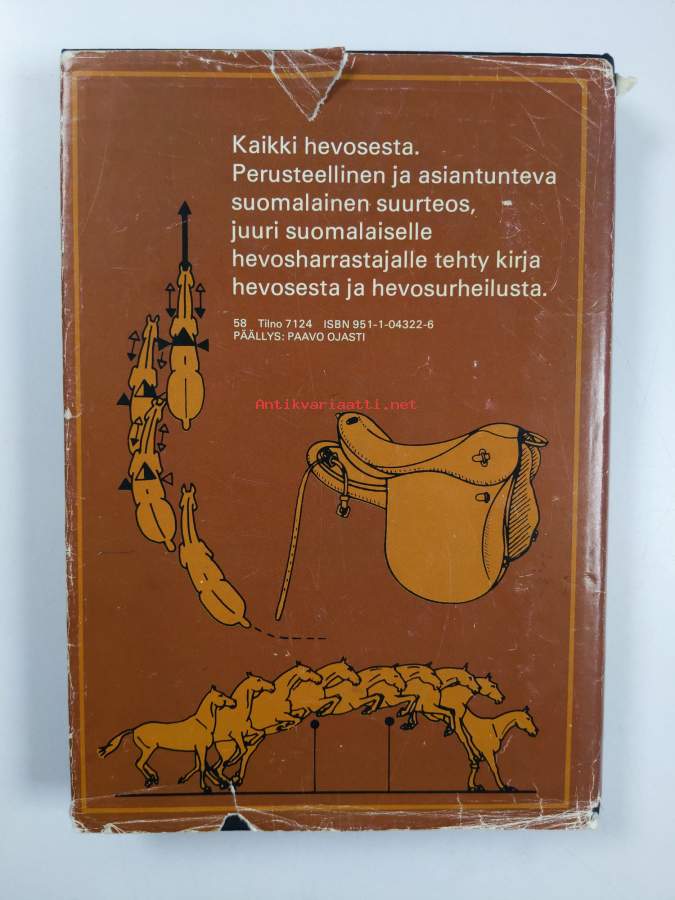 Kaikki hevosesta.
Perusteellinen ja asiantunteva
suomalainen suurteos,
juuri suomalaiselle
hevosharrastajalle tehty kirja
hevosesta ja hevosurheilusta.
58 Tilno 7124 ISBN 951-1-04322-6
PÄÄLLYS: PAAVO OJASTI
Antikvariaatti.net